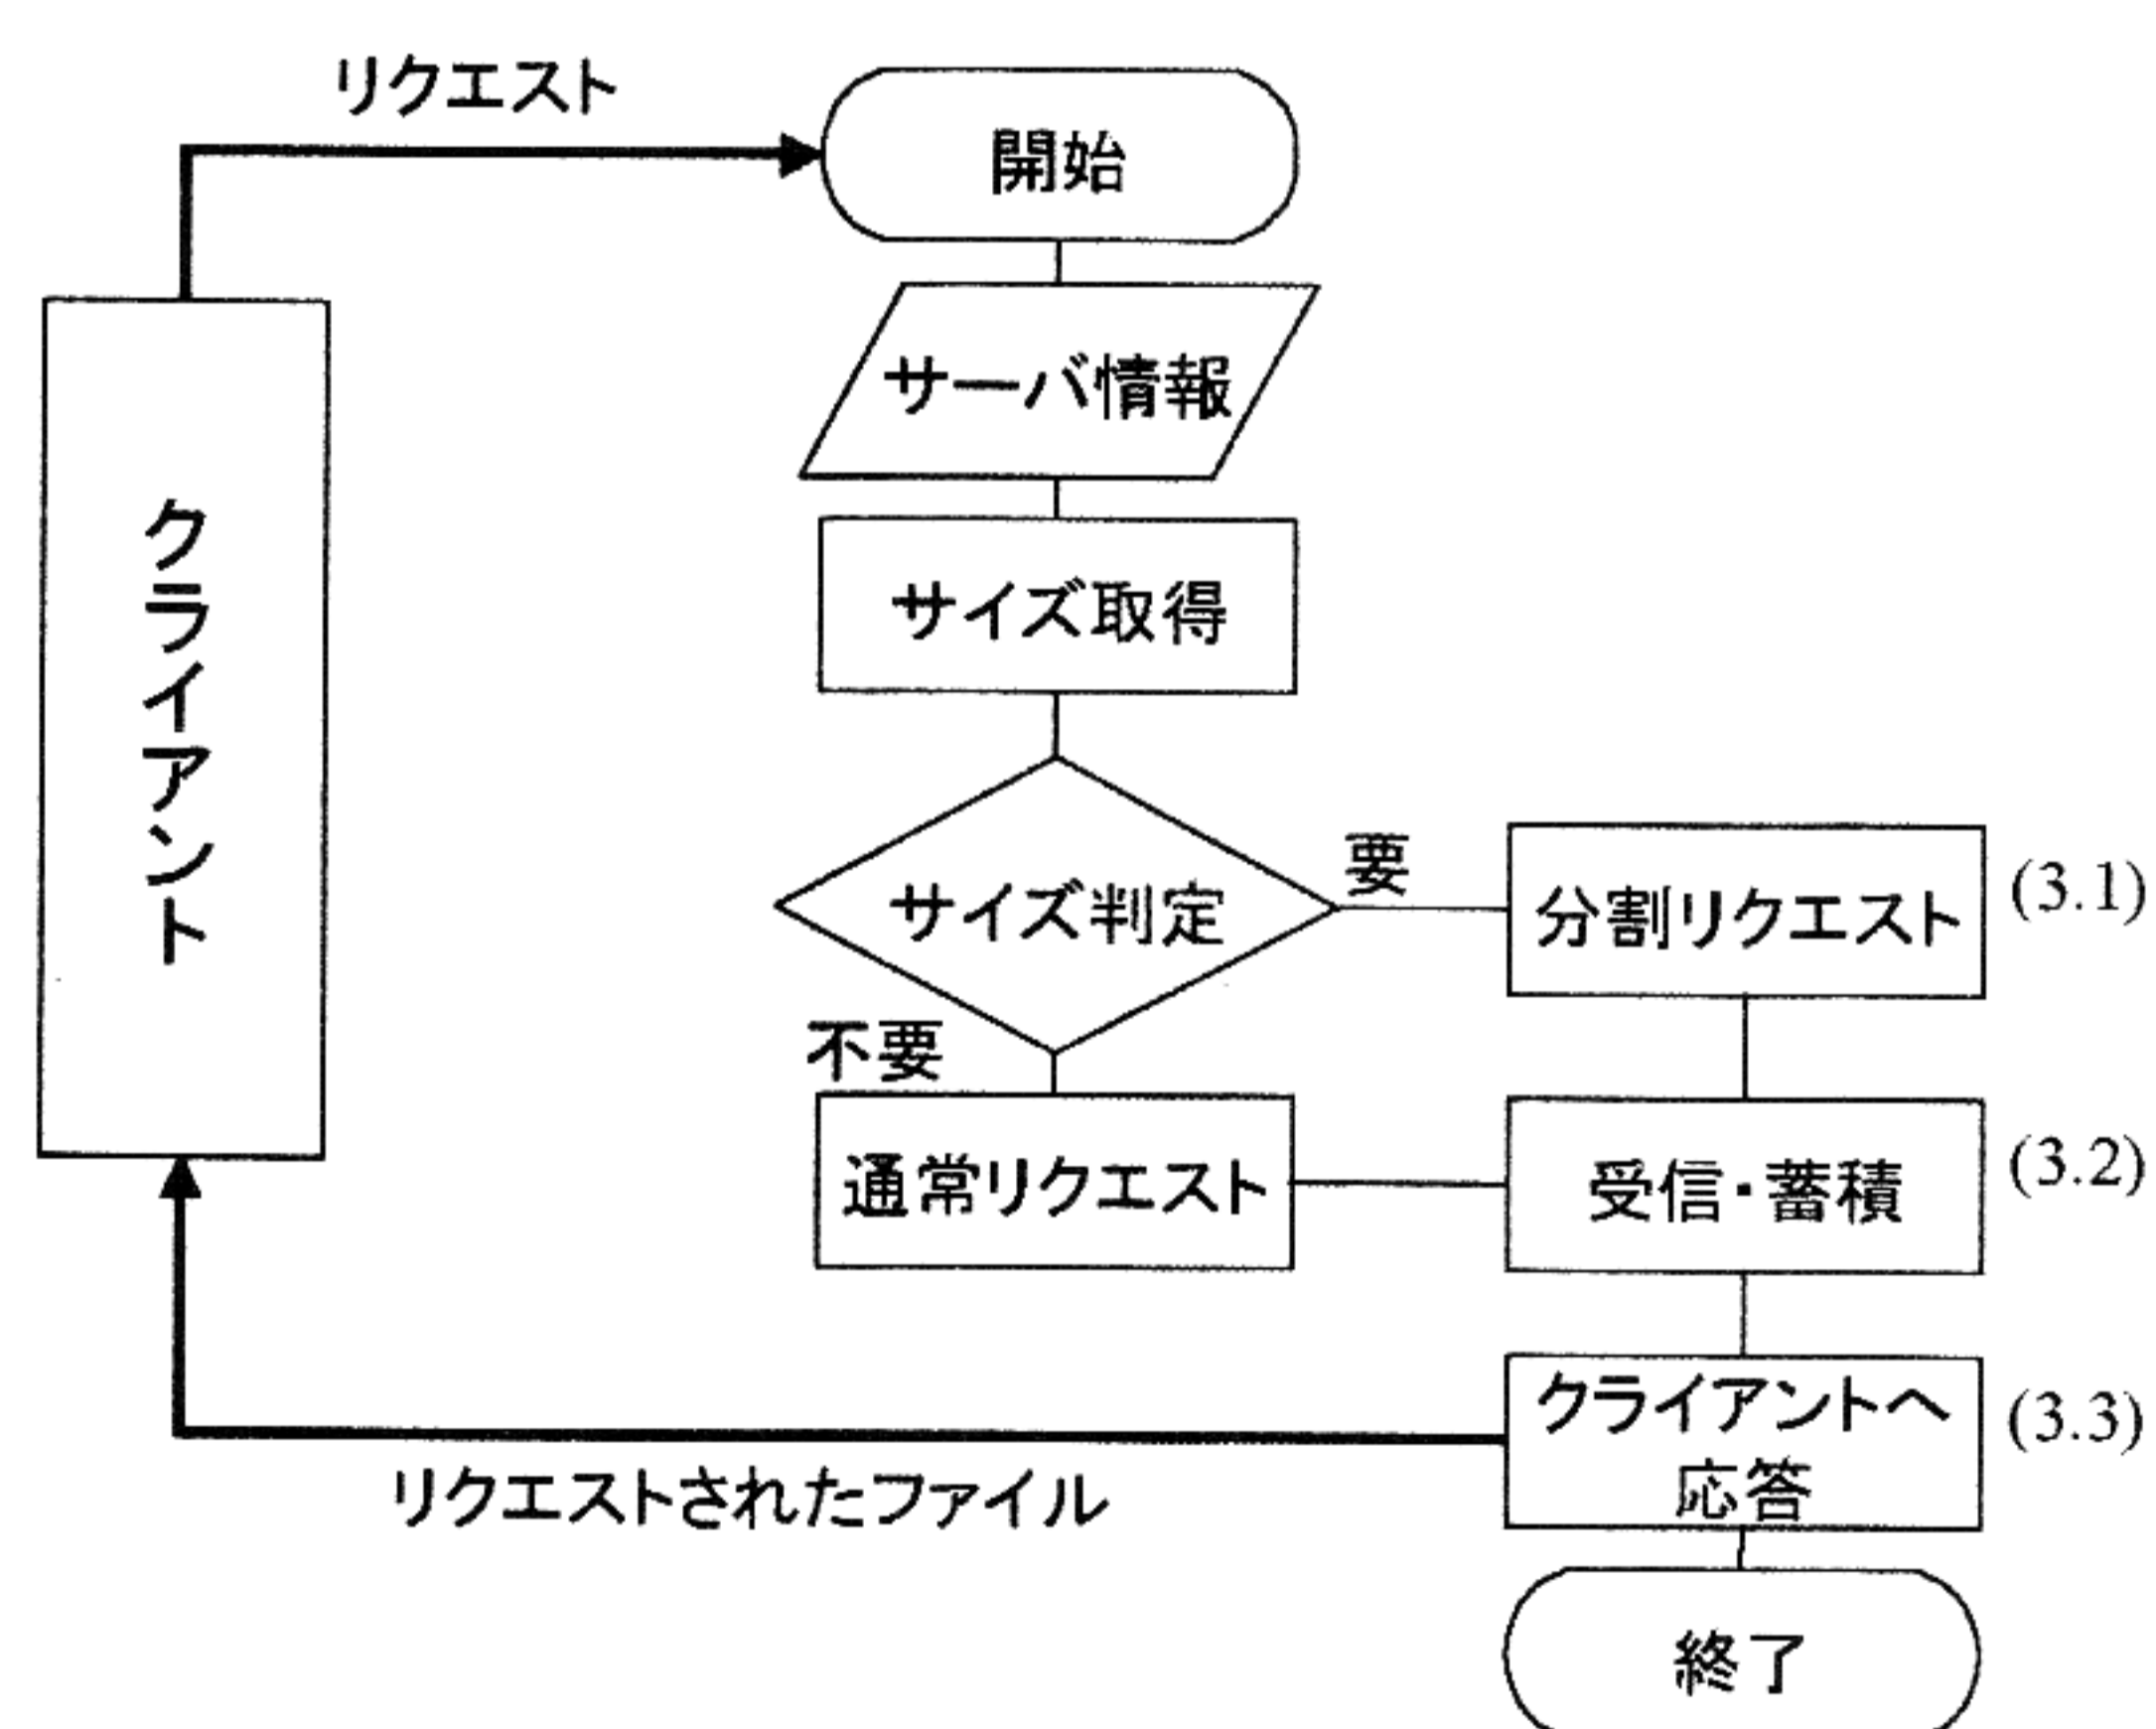 リクエスト
開始
サーバ情報
サイズ取得
クライアント
サイズ判定
要
分割リクエスト
(3.1)
不要
通常リクエスト
受信・蓄積
(3.2)
クライアントへ
応答
(3.3)
リクエストされたファイル
終了